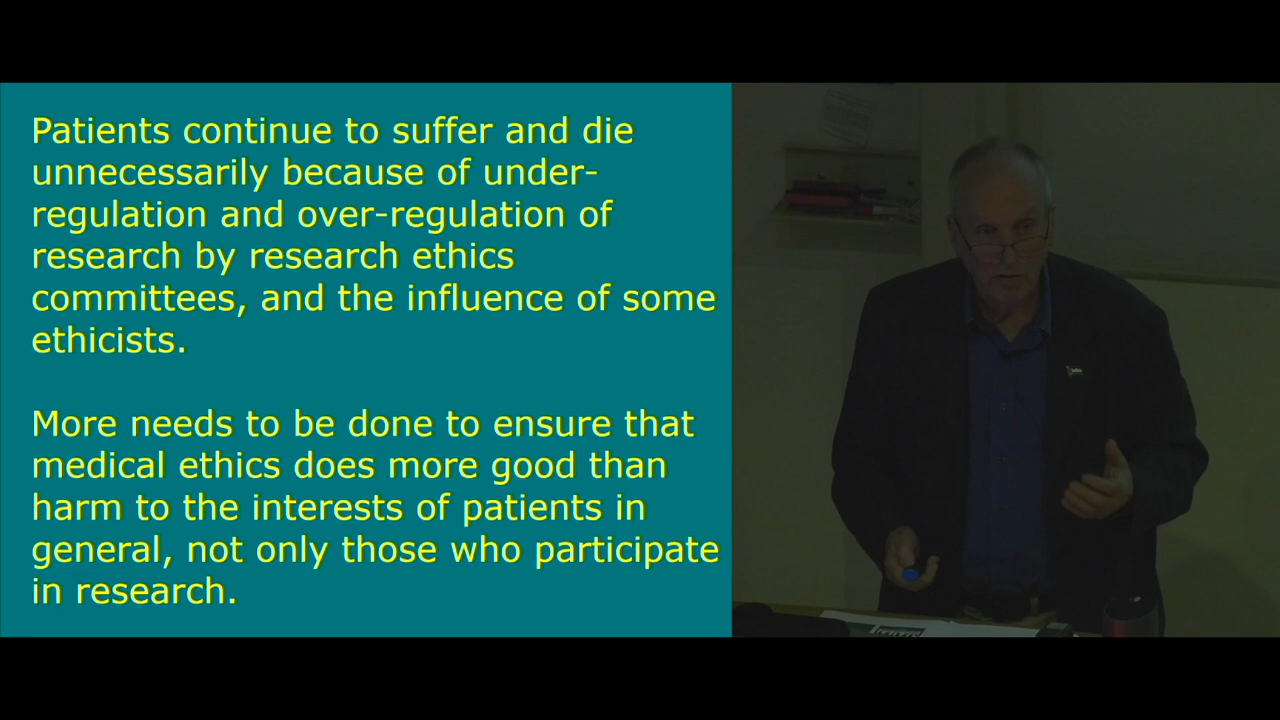 Patients continue to suffer and die
unnecessarily because of under-
regulation and over-regulation of
research by research ethics
committees, and the influence of some
ethicists.
More needs to be done to ensure that
medical ethics does more good than
harm to the interests of patients in
general, not only those who participate
in research.